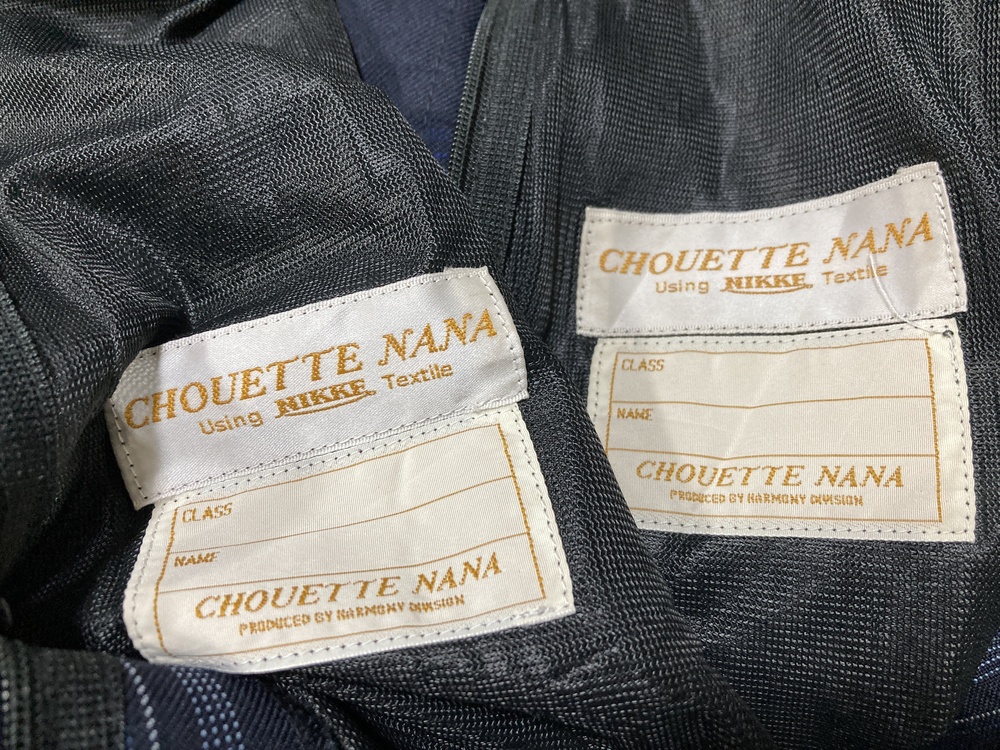 CHOUETTE NANA
Using NIKKE Textile
CLASS
NAME
CHOUETTE NANA
PRODUCED BY HARMONY DIVISION
CHOUETTE NANA
Using NIKKE Textile
CLASS
NAME
CHOUETTE NANA
PRODUCED BY HARMONY DIVISION